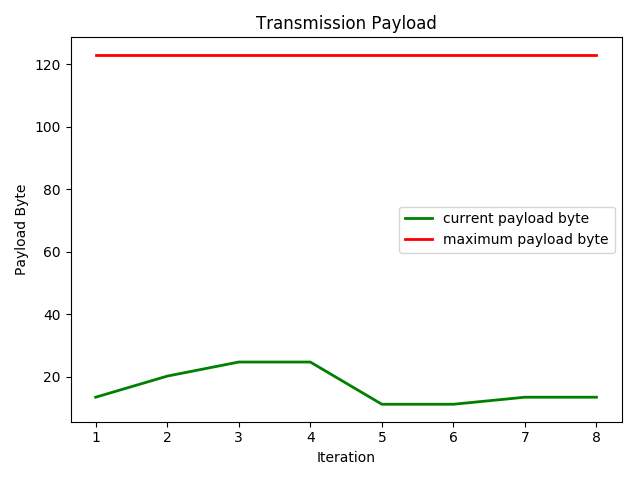 Transmission Payload
120
100
80
60
40
20
Payload Byte
current payload byte
maximum payload byte
1 2 3 4 5 6 7 8
Iteration